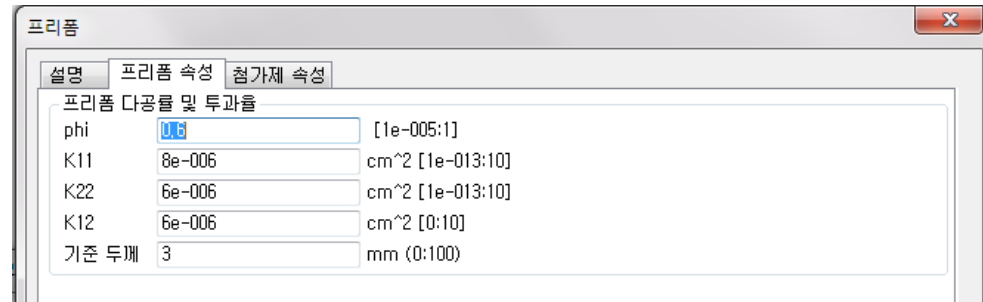 프리폼
설명 프리폼 속성 첨가제 속성
프리폼 다공률 및 투과율
phi 0,6 [1e-005:1]
K11 8e-006 cm^2 [1e-013:10]
K22 6e-006 cm^2 [1e-013:10]
K12 6e-006 cm^2 [0:10]
기준 두께 3 mm (0:100)